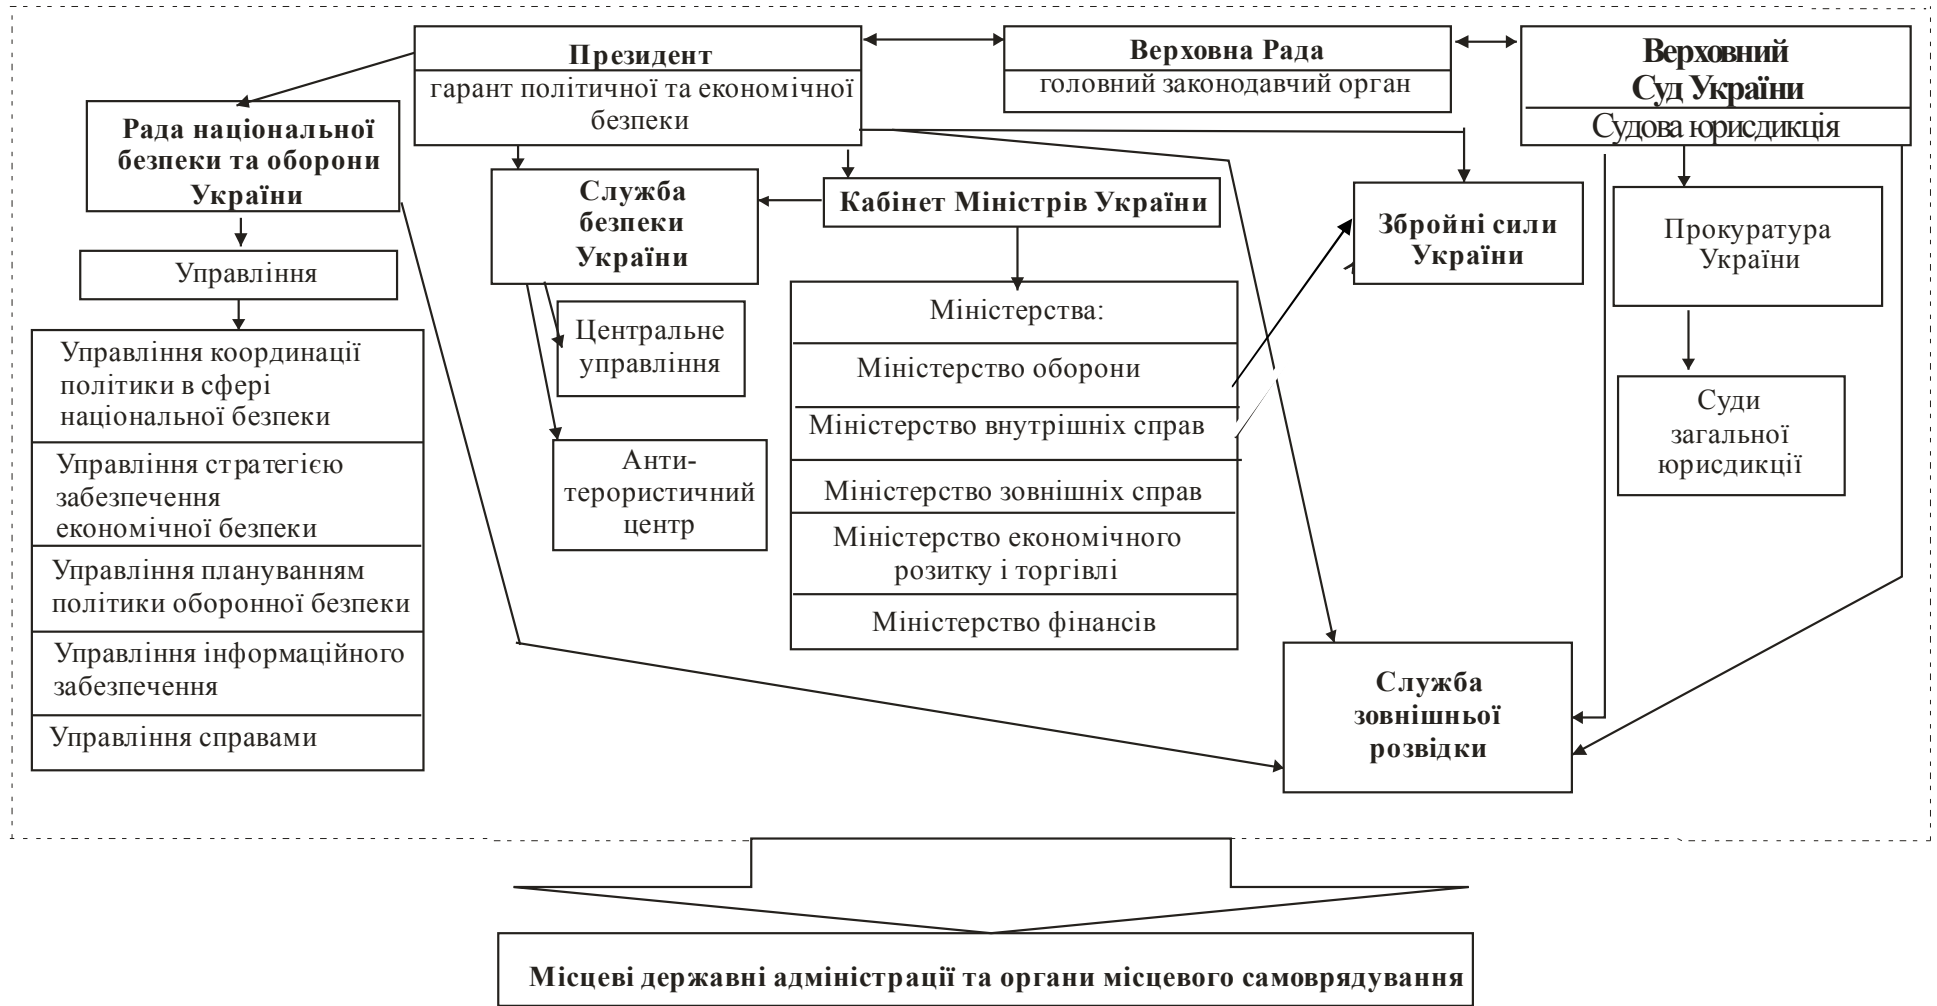 Президент
гарант політичної та економічної
безпеки
Верховна Рада
головний законодавчий орган
Верховний
Суд України
Судова юрисдикція
Рада національної
безпеки та оборони
України
Управління
Управління координації
політики в сфері
національної безпеки
Управління стратегією
забезпечення
економічної безпеки
Управління плануванням
політики оборонної безпеки
Управління інформаційного
забезпечення
Управління справами
Служба
безпеки
України
Центральне
управління
Анти-
терористичний
центр
Кабінет Міністрів України
Міністерства:
Міністерство оборони
Міністерство внутрішніх справ
Міністерство зовнішніх справ
Міністерство економічного
розитку і торгівлі
Міністерство фінансів
Збройні сили
України
Прокуратура
України
Суди
загальної
юрисдикції
Служба
зовнішньої
розвідки
Місцеві державні адміністрації та органи місцевого самоврядування